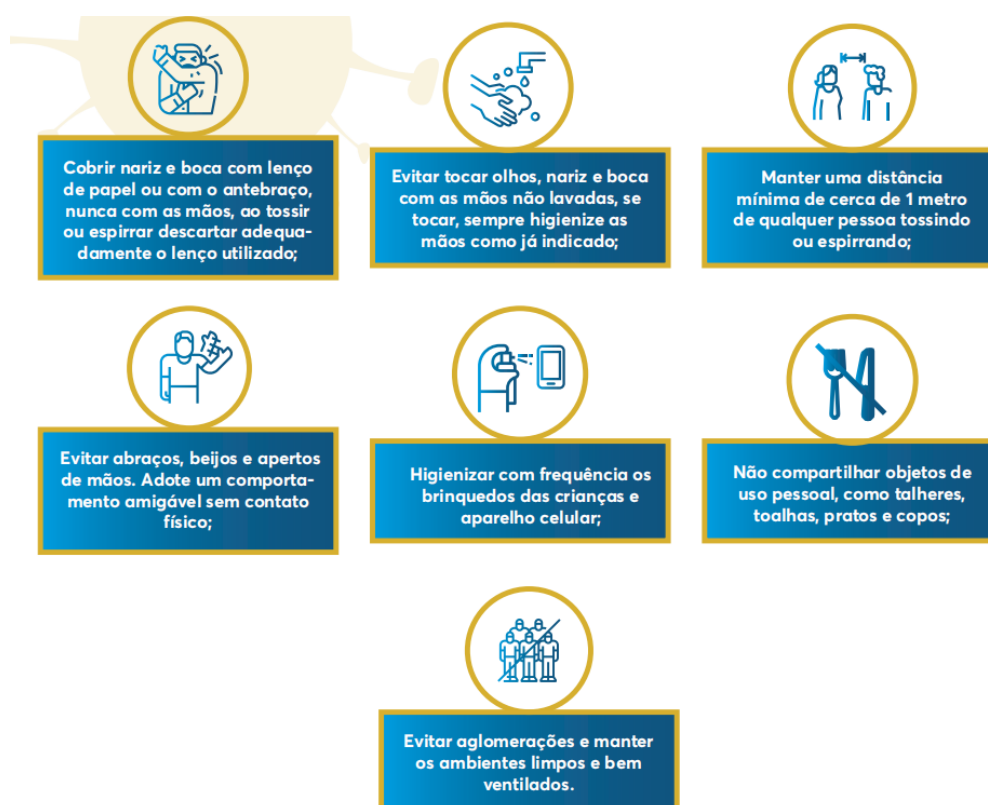 Cobrir nariz e boca com lenço
de papel ou com o antebraço,
nunca com as mãos, ao tossir
ou espirrar descartar adequa-
damente o lenço utilizado;
Evitar tocar olhos, nariz e boca
com as mãos não lavadas, se
tocar, sempre higienize as
mãos como já indicado;
Manter uma distância
mínima de cerca de 1 metro
de qualquer pessoa tossindo
ou espirrando;
Evitar abraços, beijos e apertos
de mãos. Adote um comporta-
mento amigável sem contato
físico;
Higienizar com frequência os
brinquedos das crianças e
aparelho celular;
Não compartilhar objetos de
uso pessoal, como talheres,
toalhas, pratos e copos;
Evitar aglomerações e manter
os ambientes limpos e bem
ventilados.